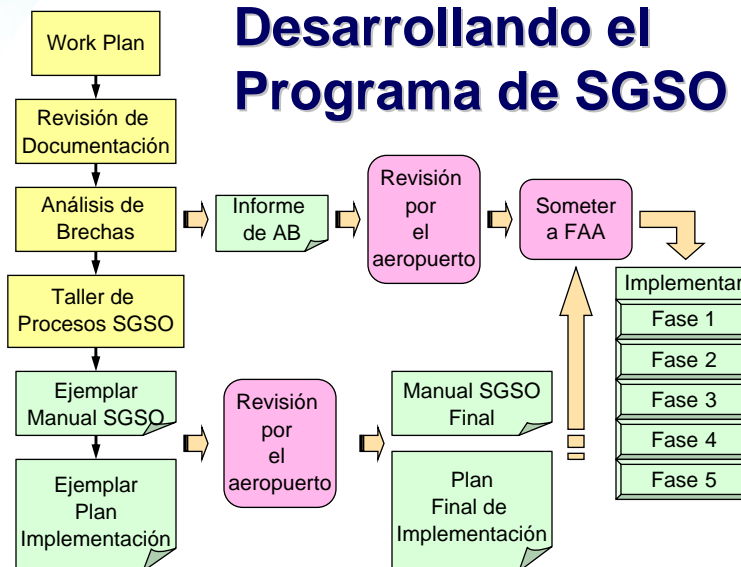 Desarrollando el
Programa de SGSO
Work Plan
Revisión de
Documentación
Análisis de
Brechas
Informe
de AB
Revisión
por
el
aeropuerto
Someter
a FAA
Taller de
Procesos SGSO
Implementar
Fase 1
Fase 2
Fase 3
Fase 4
Fase 5
Ejemplar
Manual SGSO
Revisión
por
el
aeropuerto
Manual SGSO
Final
Ejemplar
Plan
Implementación
Plan
Final de
Implementación